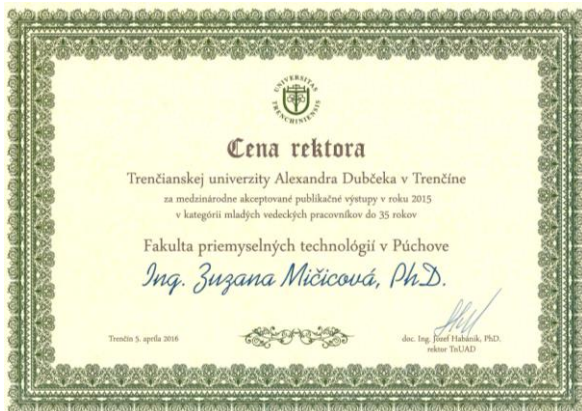 UNIVERSITAS TRENCHINIENSIS
Cena rektora
Trenčianskej univerzity Alexandra Dubčeka v Trenčíne
za medzinárodne akceptované publikačné výstupy v roku 2015
v kategórii mladých vedeckých pracovníkov do 35 rokov
Fakulta priemyselných technológií v Púchove
Ing. Zuzana Mičicová, PhD.
Trenčín 5. apríla 2016
doc. Ing. Jozef Habánik, PhD.
rektor TnUAD